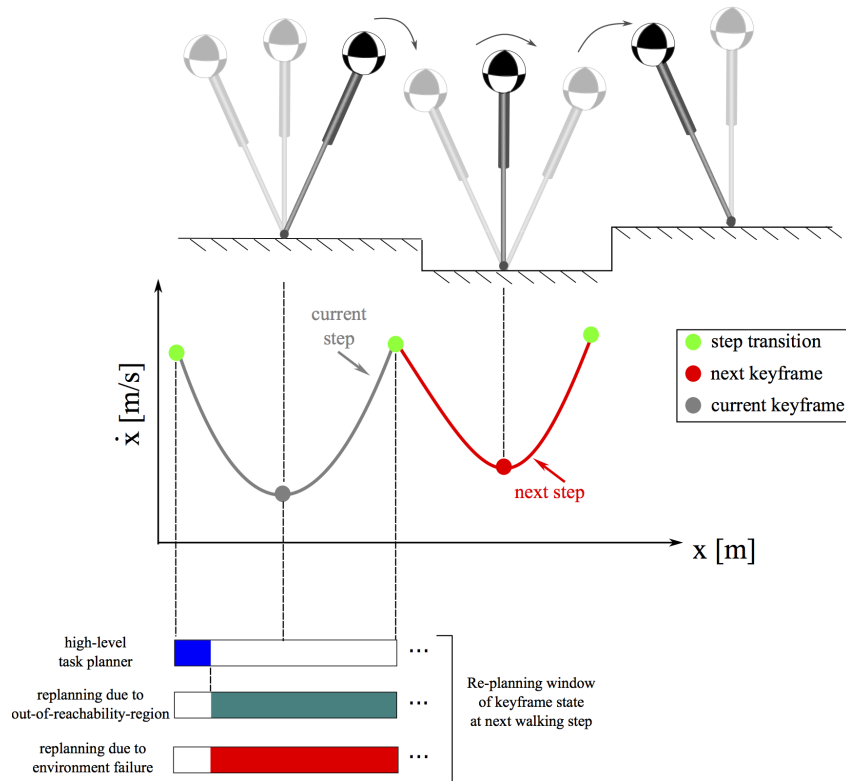 current
step
ẋ [m/s]
next step
x [m]
step transition
next keyframe
current keyframe
high-level
task planner
...
replanning due to
out-of-reachability-region
...
replanning due to
environment failure
...
Re-planning window
of keyframe state
at next walking step